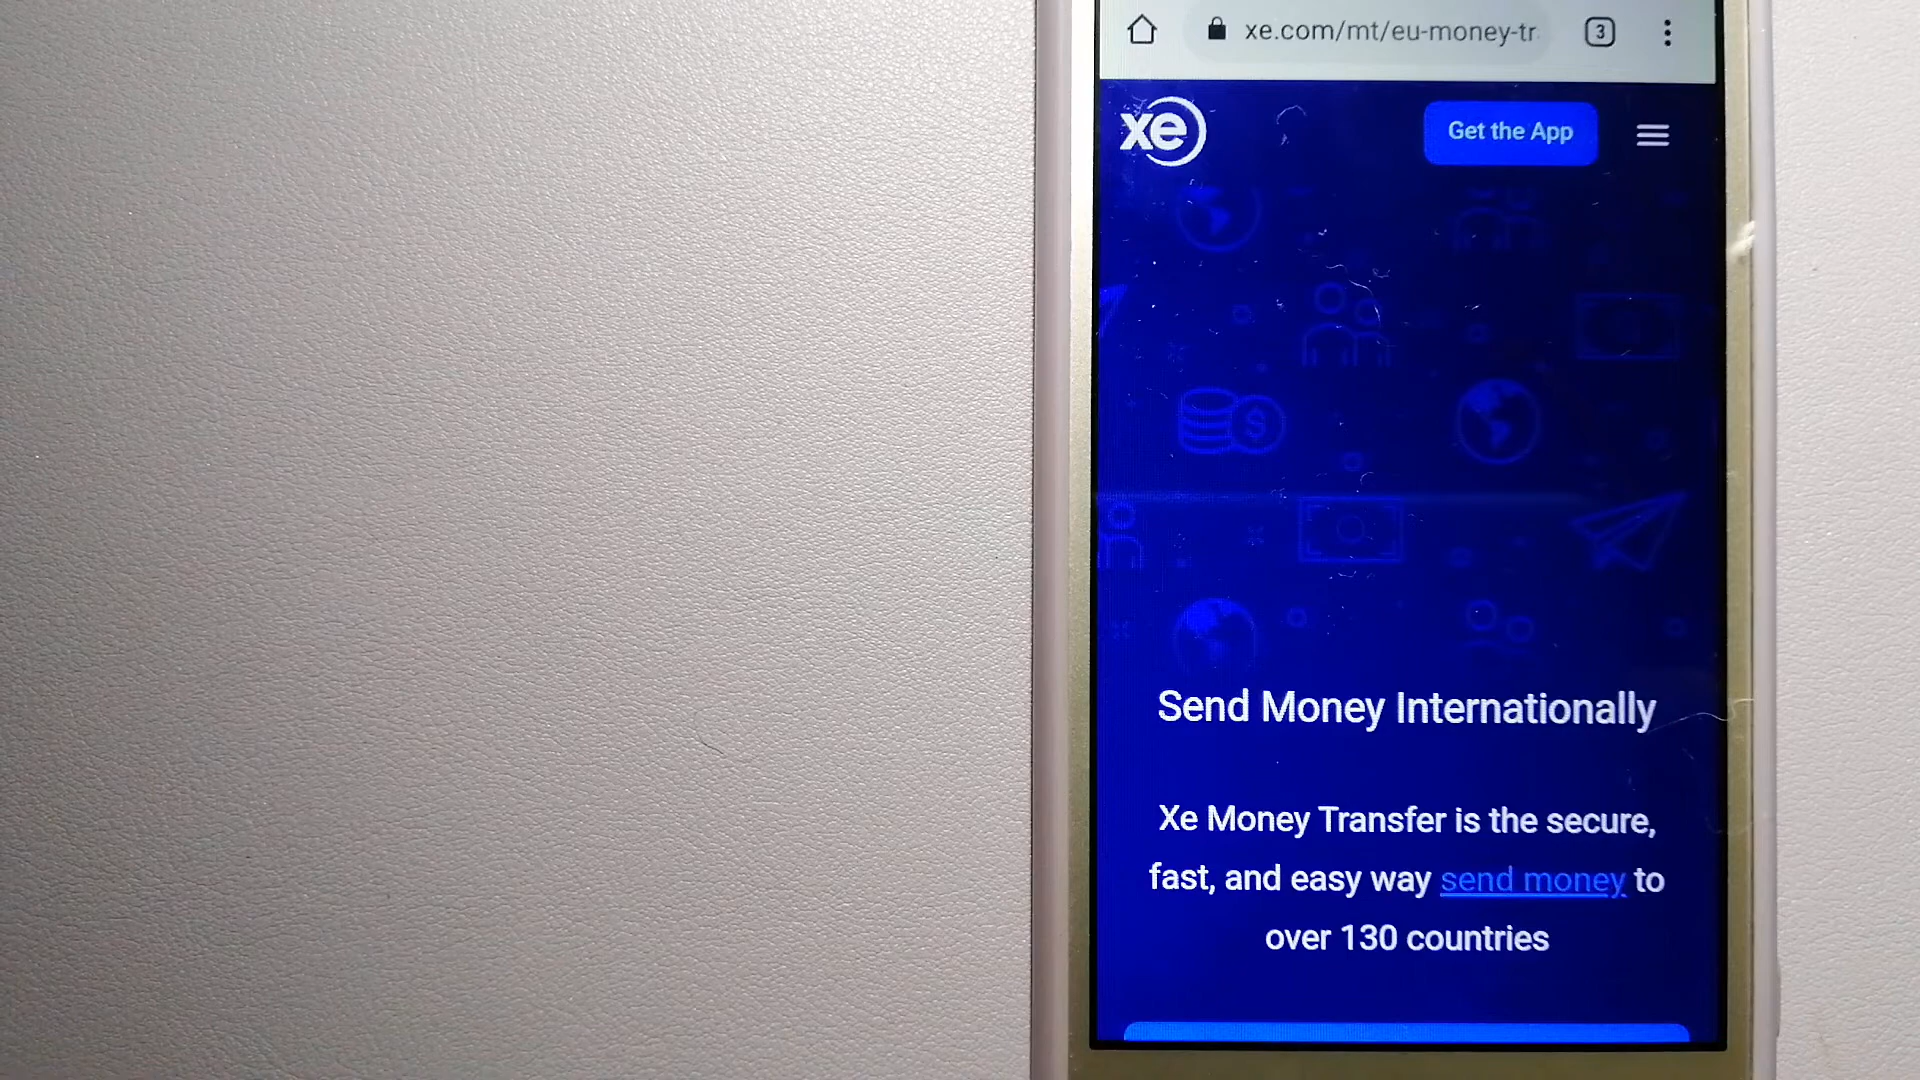 xe.com/mt/eu-money-tr
3
xe
Get the App
$
Send Money Internationally
Xe Money Transfer is the secure,
fast, and easy way send money to
over 130 countries